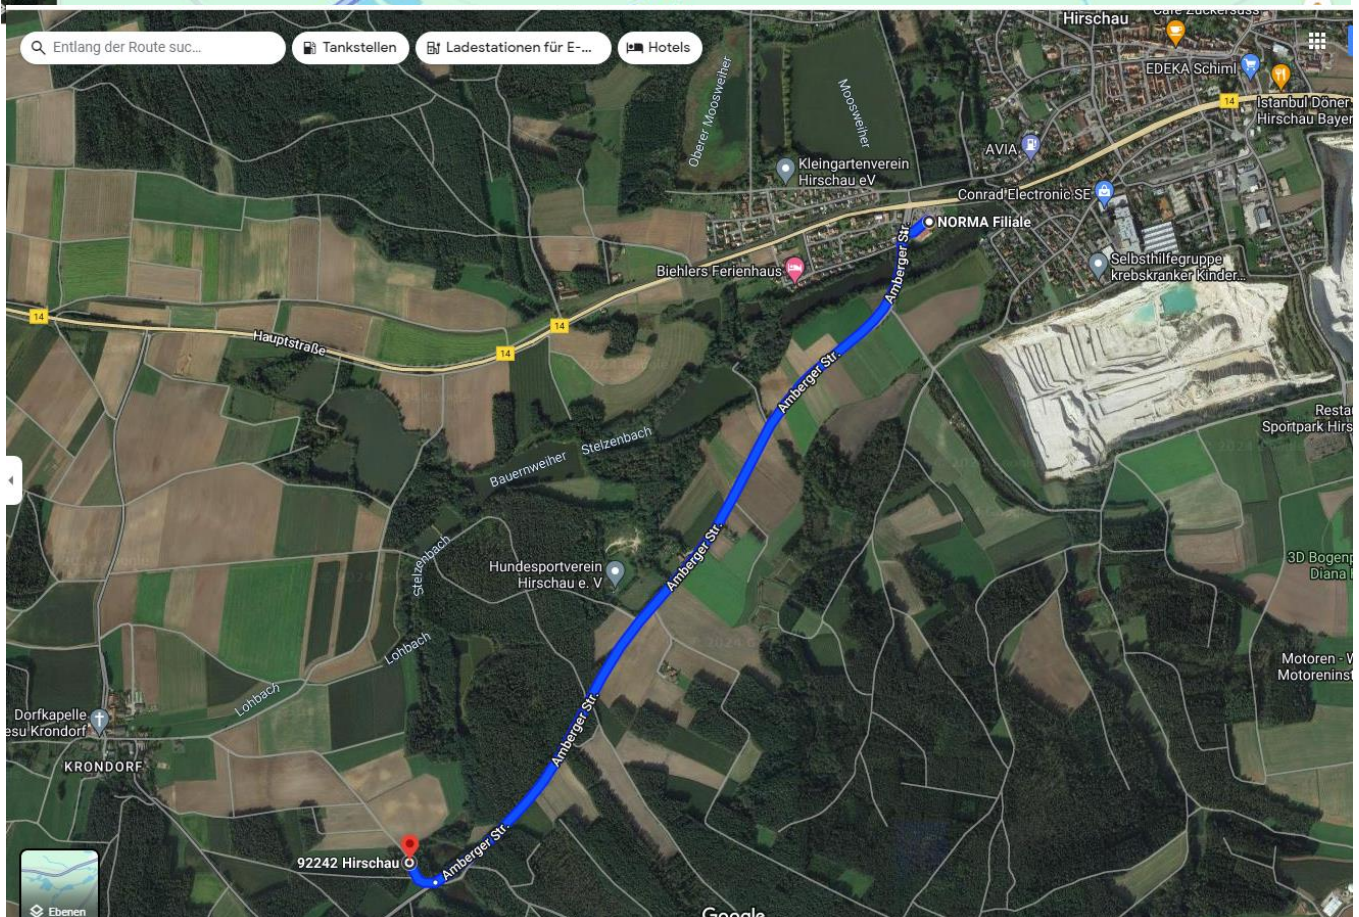 Hirschau
Café Zuckersüss
Entlang der Route suc...
Tankstellen
Ladestationen für E-...
Hotels
EDEKA Schiml
14
Istanbul Döner
Hirschau Bayer
Oberer Moosweiher
Moosweiher
AVIA
Kleingartenverein
Hirschau eV
Conrad Electronic SE
NORMA Filiale
Amberger Str.
Selbsthilfegruppe
krebskranker Kinder...
Biehlers Ferienhaus
14
14
Hauptstraße
14
Amberger Str.
Resta
Sportpark Hirs
Stelzenbach
Bauernweiher
Amberger Str.
Stelzenbach
Hundesportverein
Hirschau e. V
3D Bogenp
Diana
Lohbach
Motoren - W
Motoreninst
Lohbach
Amberger Str.
Dorfkapelle
esu Krondorf
KRONDORF
92242 Hirschau
Amberger Str.
Ebenen
Google